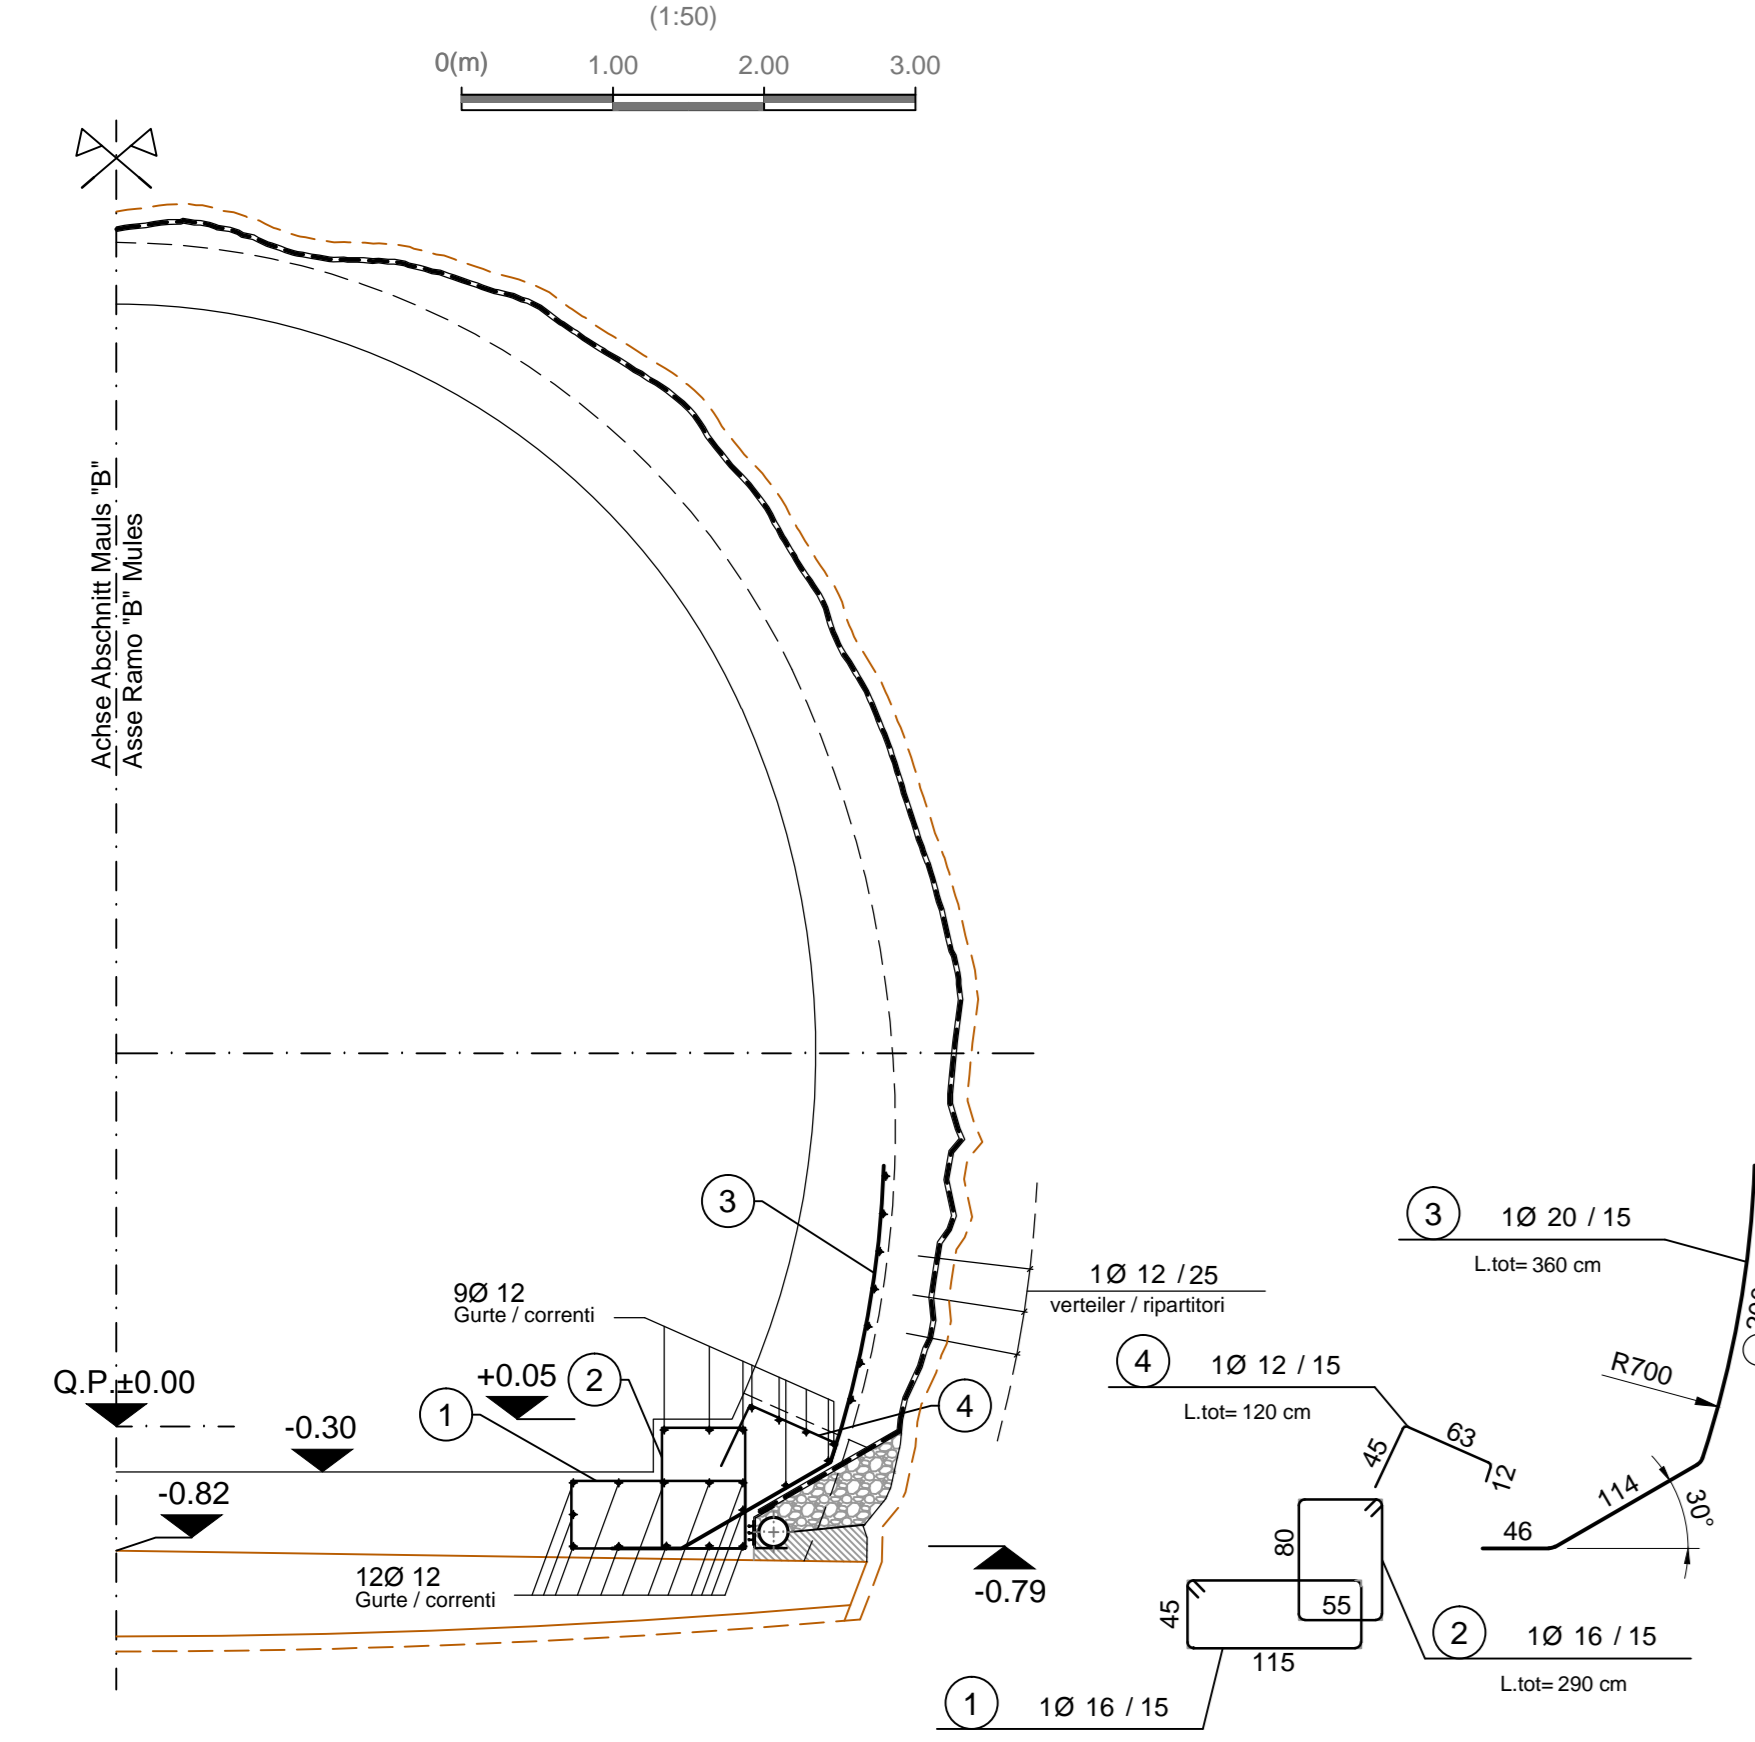 (1:50)
0(m) 1.00 2.00 3.00
Achse Abschnitt Mauls "B"
Asse Ramo "B" Mules
3
1Ø 12 /25
verteiler / ripartitori
9Ø 12
Gurte / correnti
Q.P.±0.00
+0.05
2
1
4
-0.30
-0.82
12Ø 12
Gurte / correnti
-0.79
3
1Ø 20 / 15
L.tot= 360 cm
R700
114
46
30°
4
1Ø 12 / 15
L.tot= 120 cm
45
63
12
80
55
45
115
2
1Ø 16 / 15
L.tot= 290 cm
1
1Ø 16 / 15